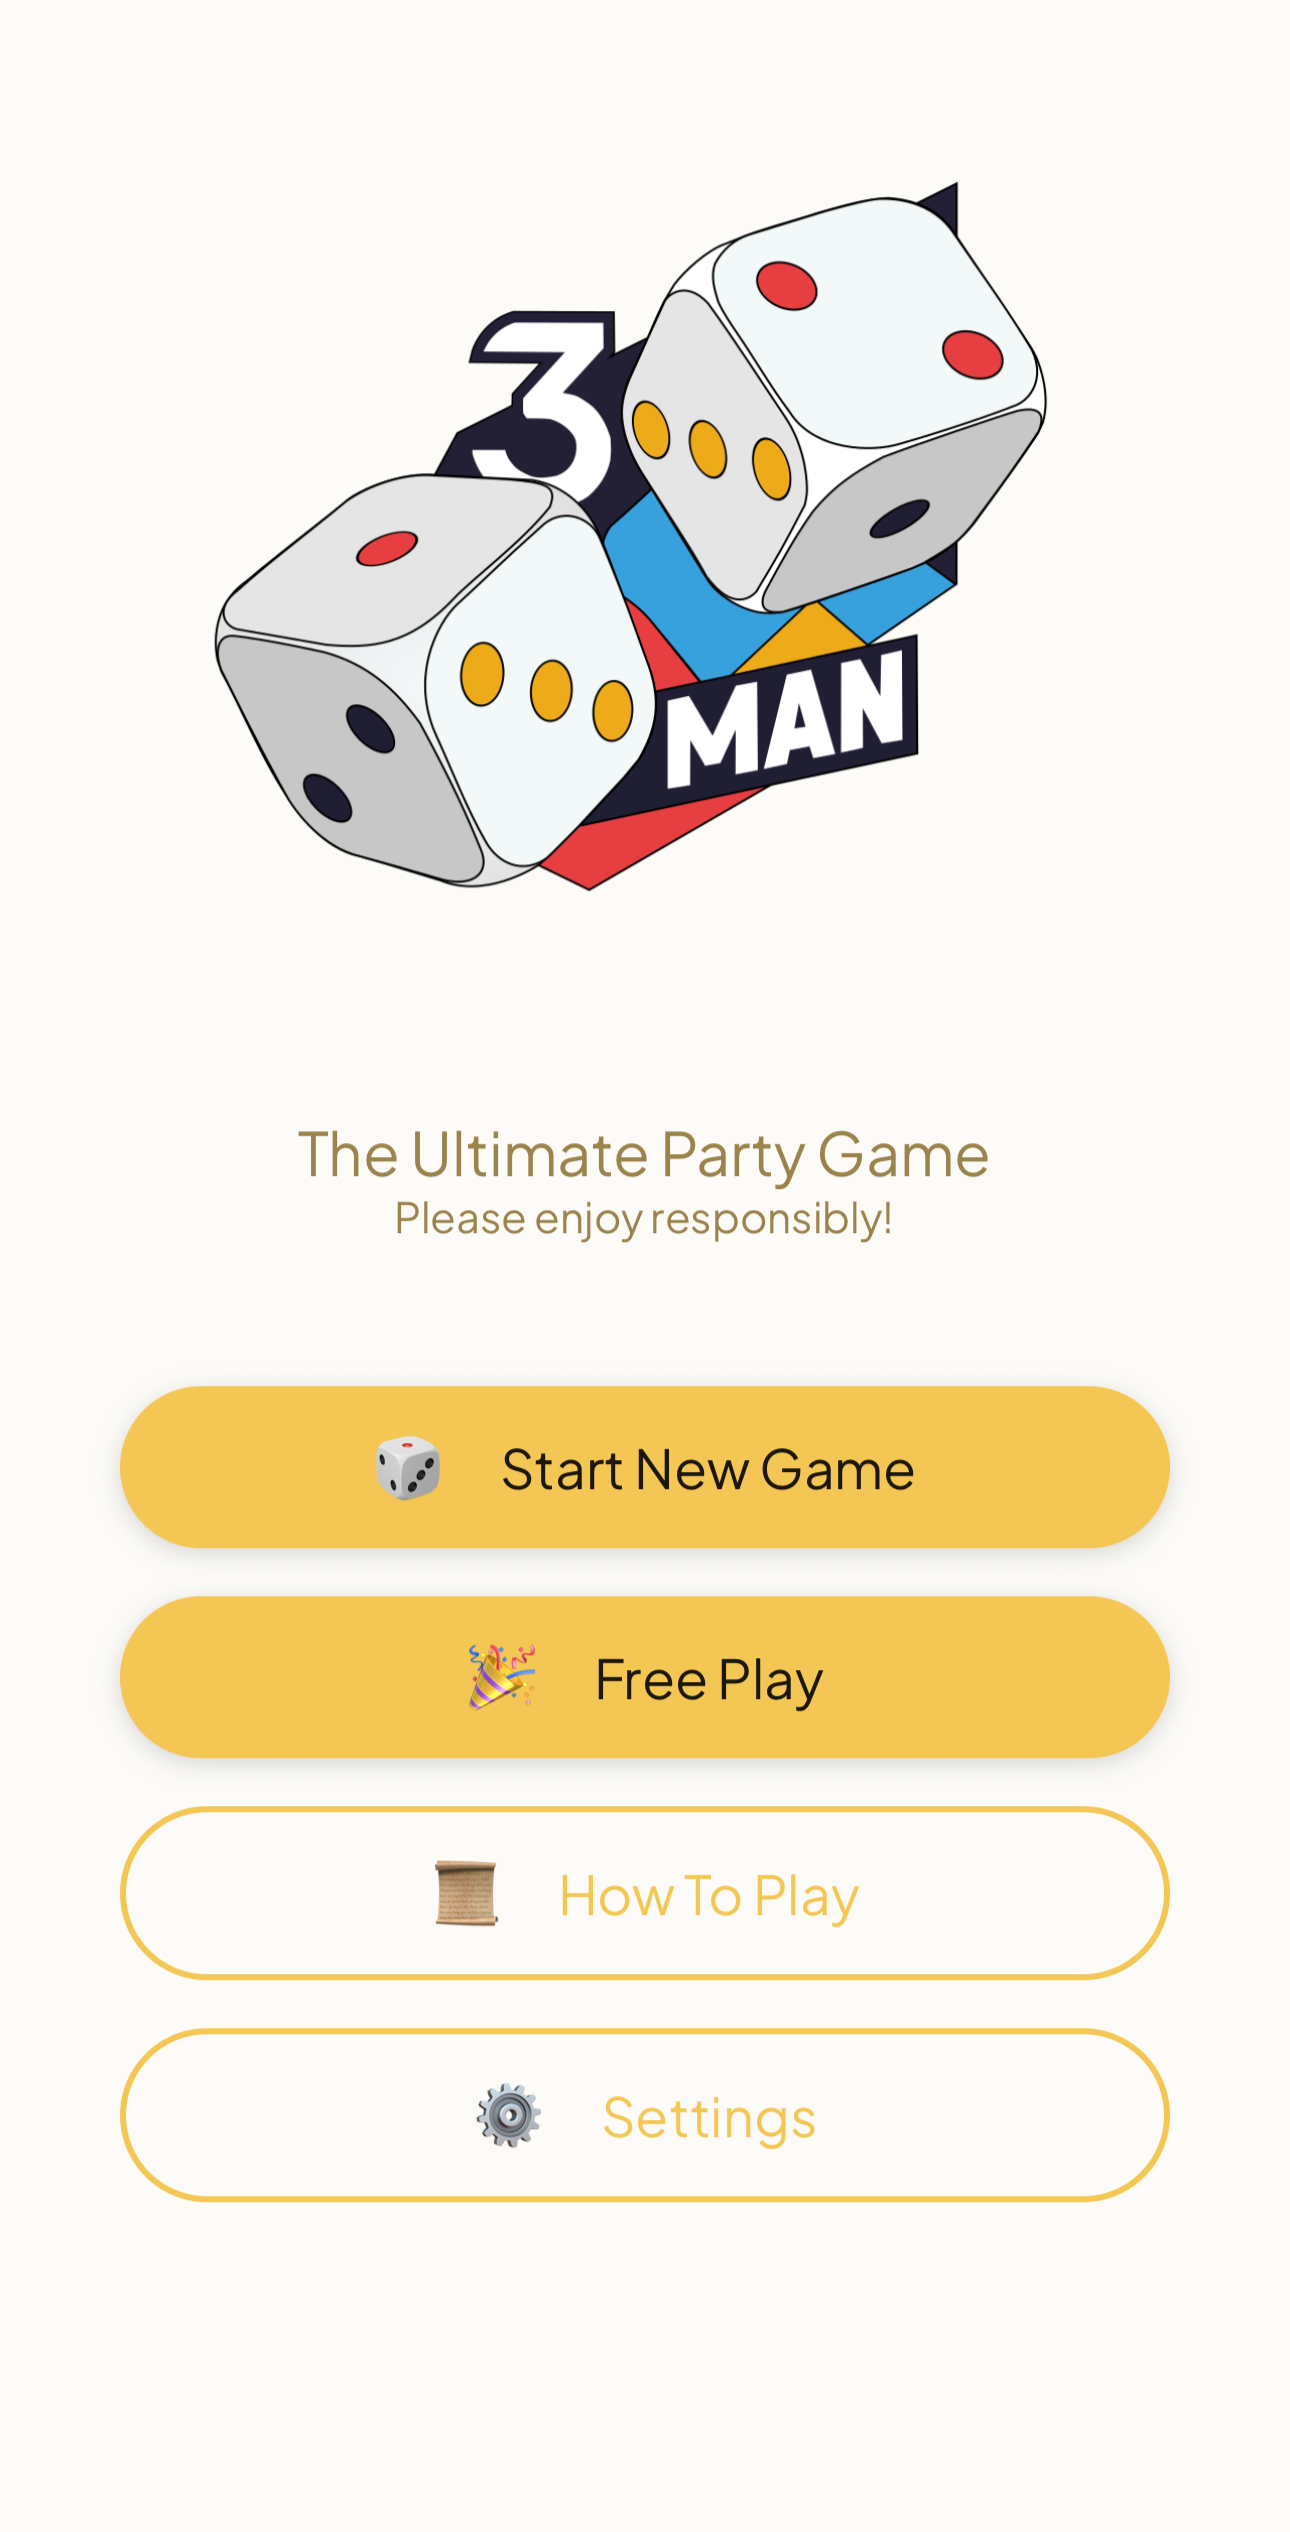 3
MAN
The Ultimate Party Game
Please enjoy responsibly!
Start New Game
Free Play
How To Play
Settings